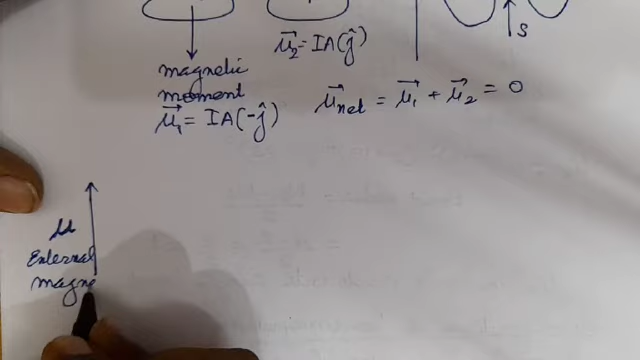 μ⃗₂ = IA(ĵ)
S
magnetic
moment
μ⃗₁ = IA(-ĵ)
μ⃗net = μ⃗₁ + μ⃗₂ = 0
μ
External
magne